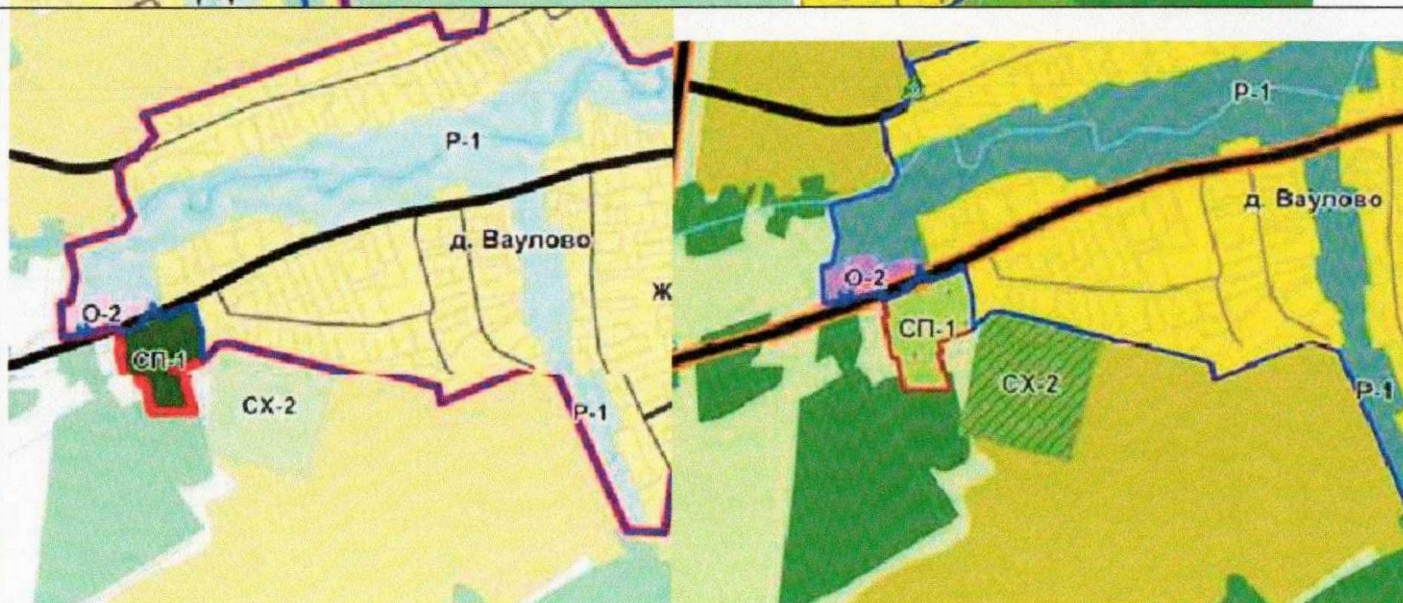 Р-1
д. Ваулово
Ж
О-2
СП-1
СХ-2
Р-1
Р-1
д. Ваулово
О-2
СП-1
СХ-2
Р-1